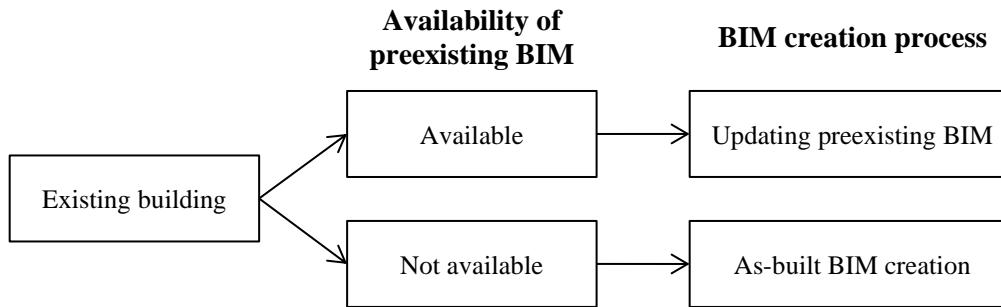 Availability of
preexisting BIM
BIM creation process
Available
Updating preexisting BIM
Existing building
Not available
As-built BIM creation